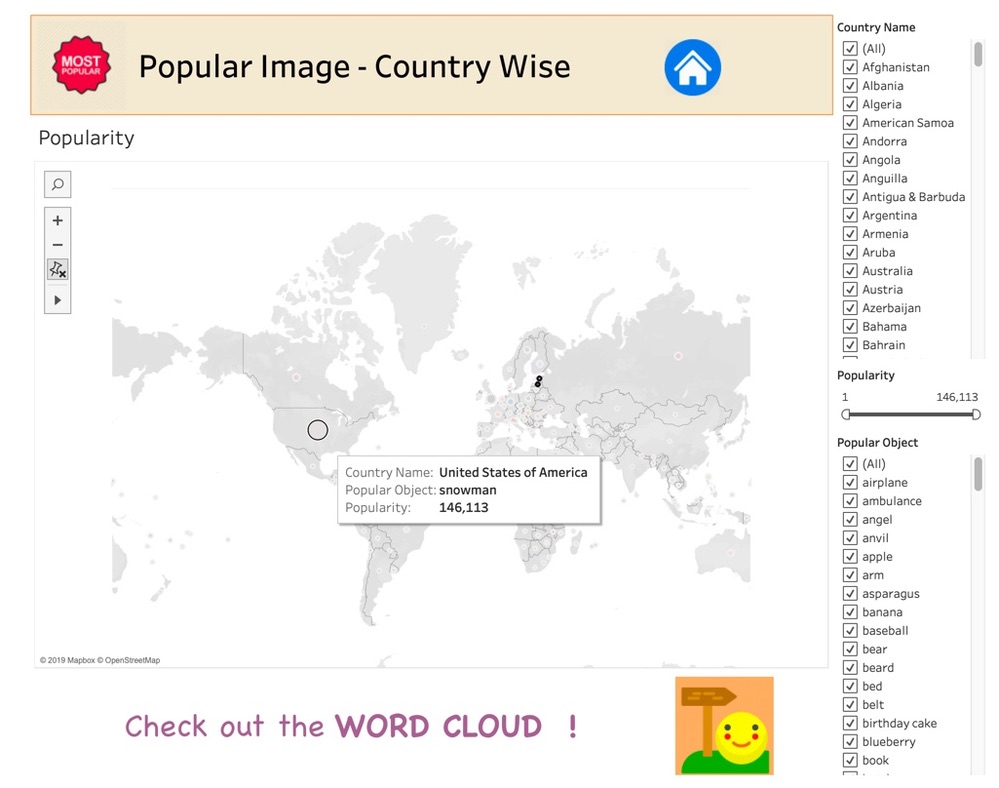 MOST
POPULAR
Popular Image - Country Wise
Popularity
Country Name: United States of America
Popular Object: snowman
Popularity: 146,113
© 2019 Mapbox © OpenStreetMap
Check out the WORD CLOUD !
Country Name
(All)
Afghanistan
Albania
Algeria
American Samoa
Andorra
Angola
Anguilla
Antigua & Barbuda
Argentina
Armenia
Aruba
Australia
Austria
Azerbaijan
Bahama
Bahrain
Popularity
1 146,113
Popular Object
(All)
airplane
ambulance
angel
anvil
apple
arm
asparagus
banana
baseball
bear
beard
bed
belt
birthday cake
blueberry
book